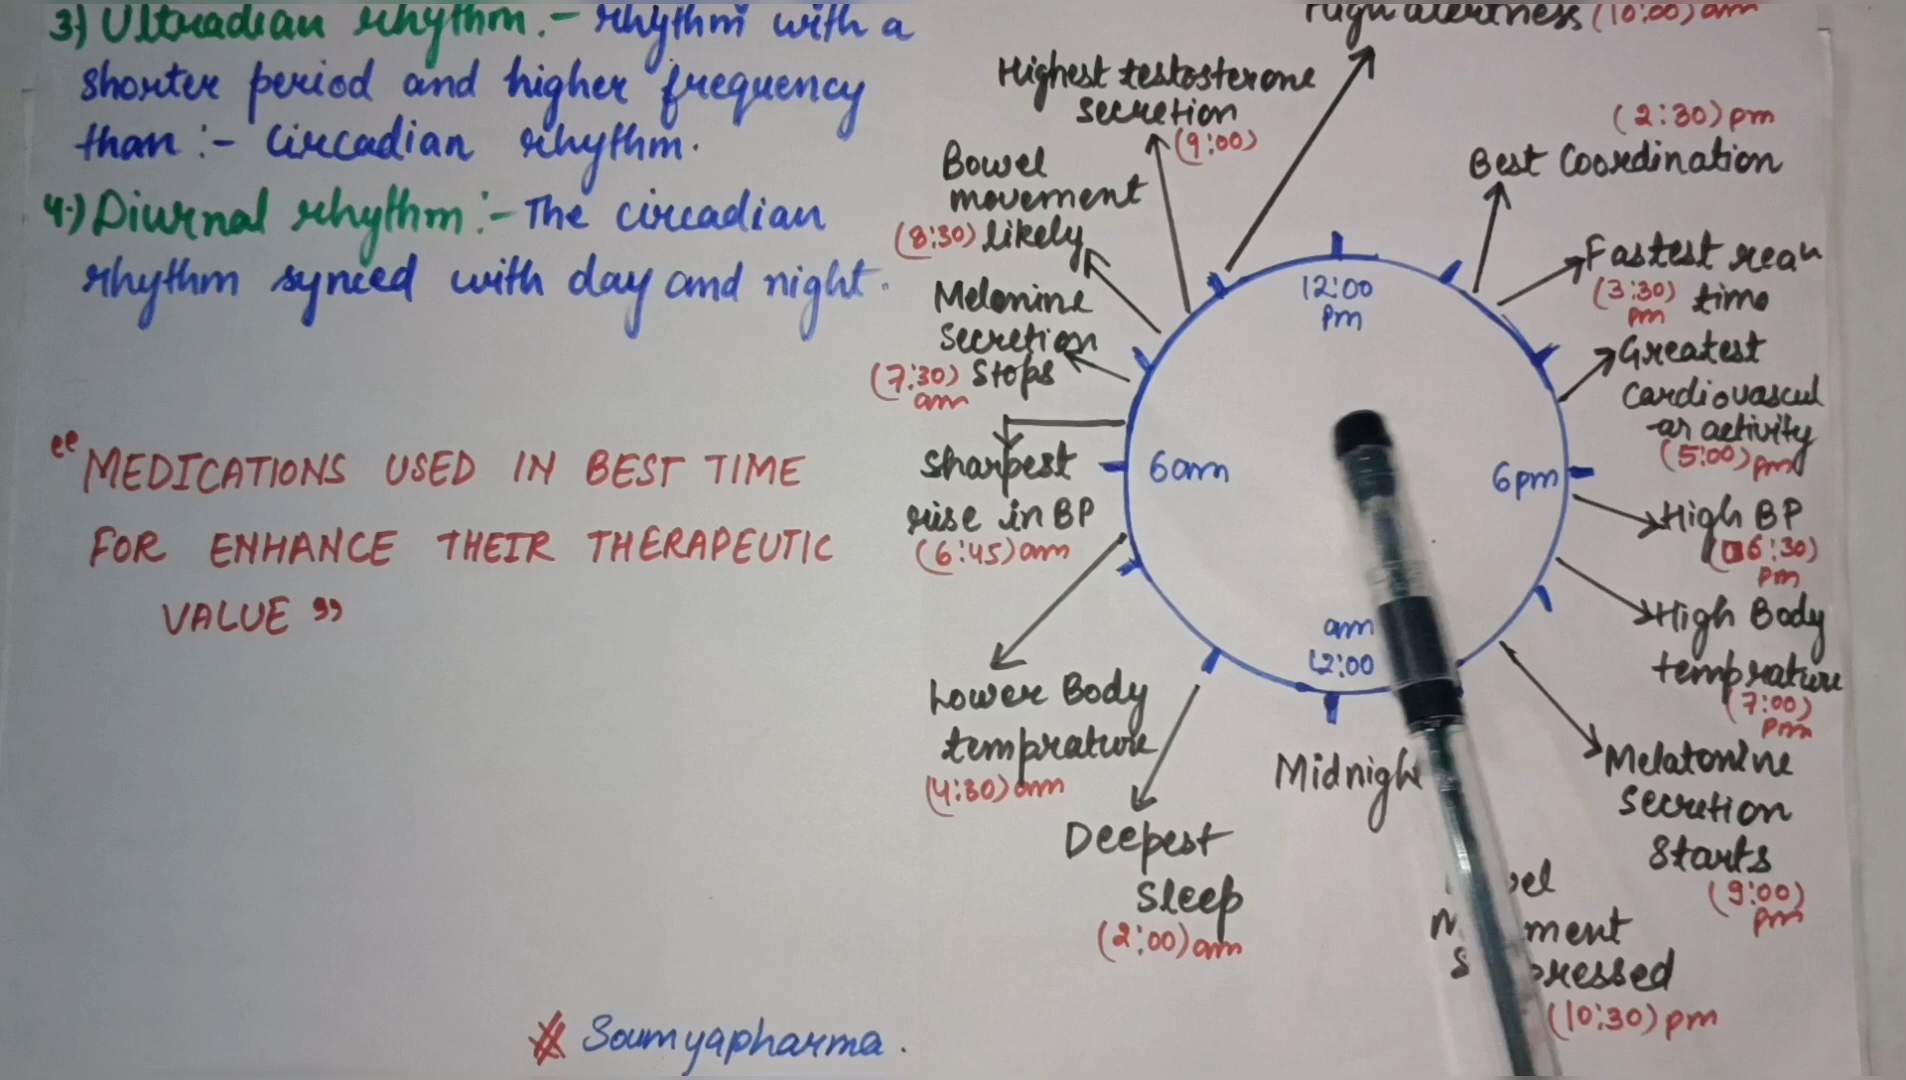 3.) Ultradian rhythm. :- rhythm with a
shorter period and higher frequency
than :- circadian rhythm.
4.) Diurnal rhythm :- The circadian
rhythm synced with day and night.
"MEDICATIONS USED IN BEST TIME
FOR ENHANCE THEIR THERAPEUTIC
VALUE"
Soumyapharma.
High alertness (10:00) am
Highest testosterone
secretion
(9:00)
Bowel
movement
(8:30) likely
Melonine
secretion
(7:30) stops
am
sharpest
rise in BP
(6:45) am
Lower Body
temprature
(4:30) am
Deepest
Sleep
(2:00) am
12:00
pm
6am
6pm
am
12:00
(2:30) pm
Best Coordination
Fastest
(3:30) time
pm
Greatest
cardiovascul
-ar activity
(5:00) pm
High BP
(6:30)
pm
High Body
temprature
(7:00)
pm
Melatonine
secretion
starts
(9:00)
pm
(10:30) pm